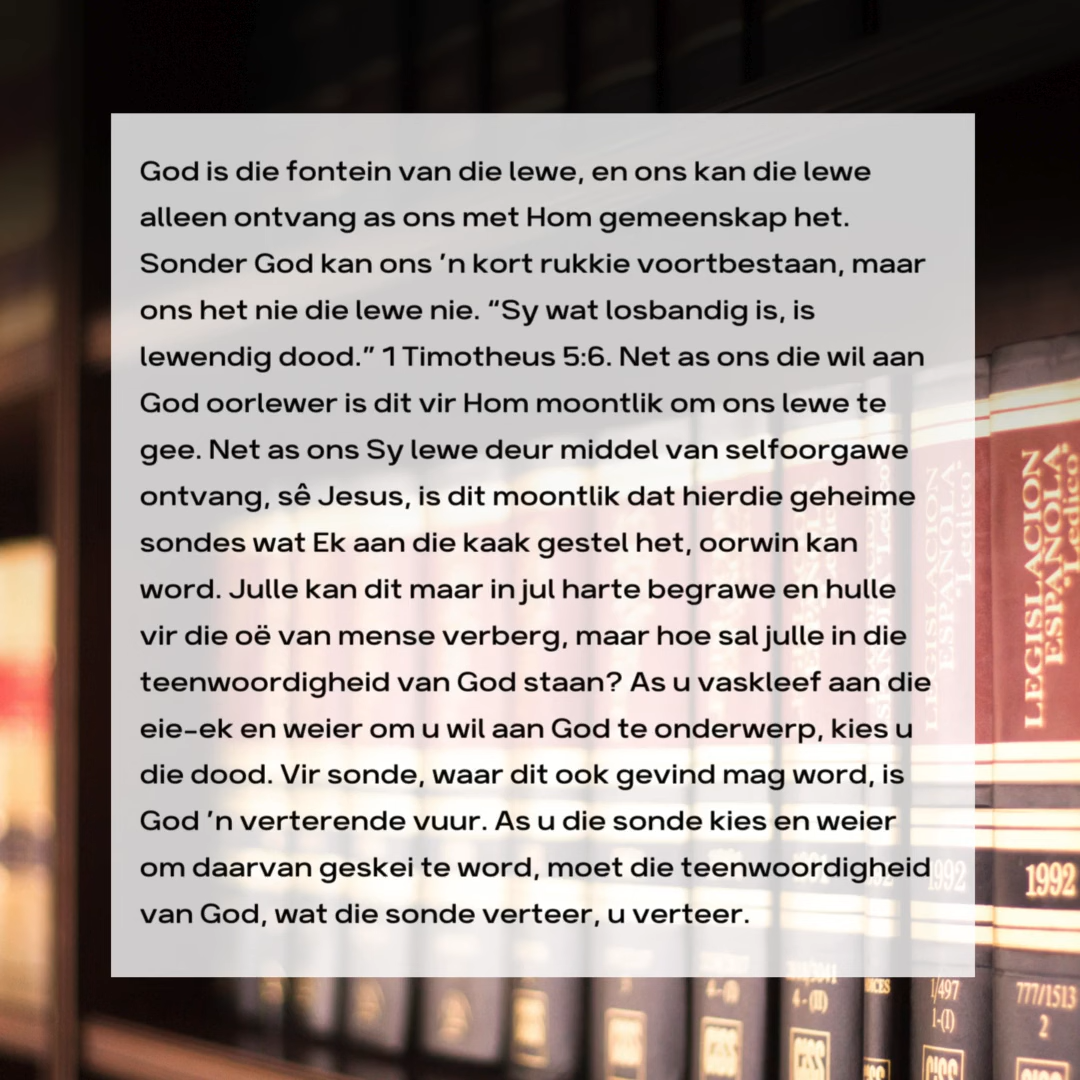 God is die fontein van die lewe, en ons kan die lewe
alleen ontvang as ons met Hom gemeenskap het.
Sonder God kan ons 'n kort rukkie voortbestaan, maar
ons het nie die lewe nie. “Sy wat losbandig is, is
lewendig dood.” 1 Timotheus 5:6. Net as ons die wil aan
God oorlewer is dit vir Hom moontlik om ons lewe te
gee. Net as ons Sy lewe deur middel van selfoorgawe
ontvang, sê Jesus, is dit moontlik dat hierdie geheime
sondes wat Ek aan die kaak gestel het, oorwin kan
word. Julle kan dit maar in jul harte begrawe en hulle
vir die oë van mense verberg, maar hoe sal julle in die
teenwoordigheid van God staan? As u vaskleef aan die
eie-ek en weier om u wil aan God te onderwerp, kies u
die dood. Vir sonde, waar dit ook gevind mag word, is
God 'n verterende vuur. As u die sonde kies en weier
om daarvan geskei te word, moet die teenwoordigheid
van God, wat die sonde verteer, u verteer.
LEGISLACION
ESPAÑOLA
LEGISLACION
ESPAÑOLA
1992
1992
4-(II)
1/497
1-(I)
777/1513
2